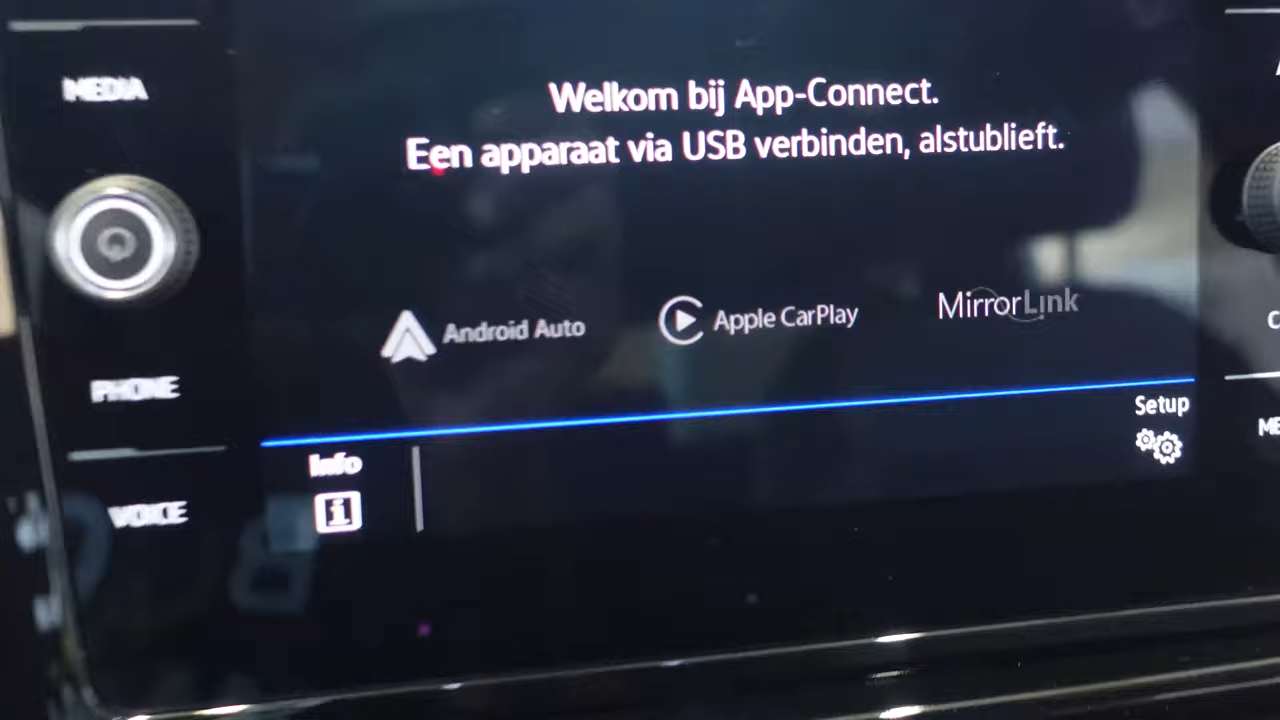 MEDIA
Welkom bij App-Connect.
Een apparaat via USB verbinden, alstublieft.
Android Auto
Apple CarPlay
MirrorLink
PHONE
Setup
Info
i
VOICE